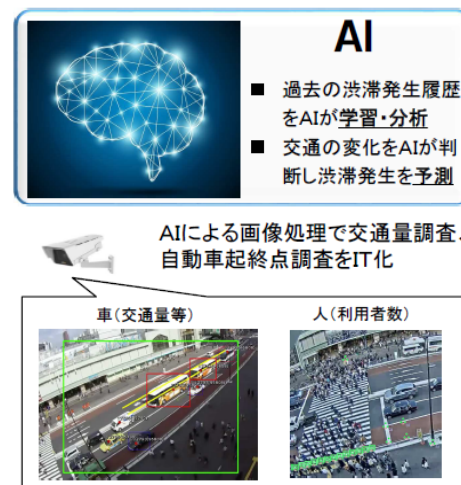 AI
■ 過去の渋滞発生履歴
をAIが学習・分析
■ 交通の変化をAIが判
断し渋滞発生を予測
AIによる画像処理で交通量調査、
自動車起終点調査をIT化
車(交通量等)
人(利用者数)